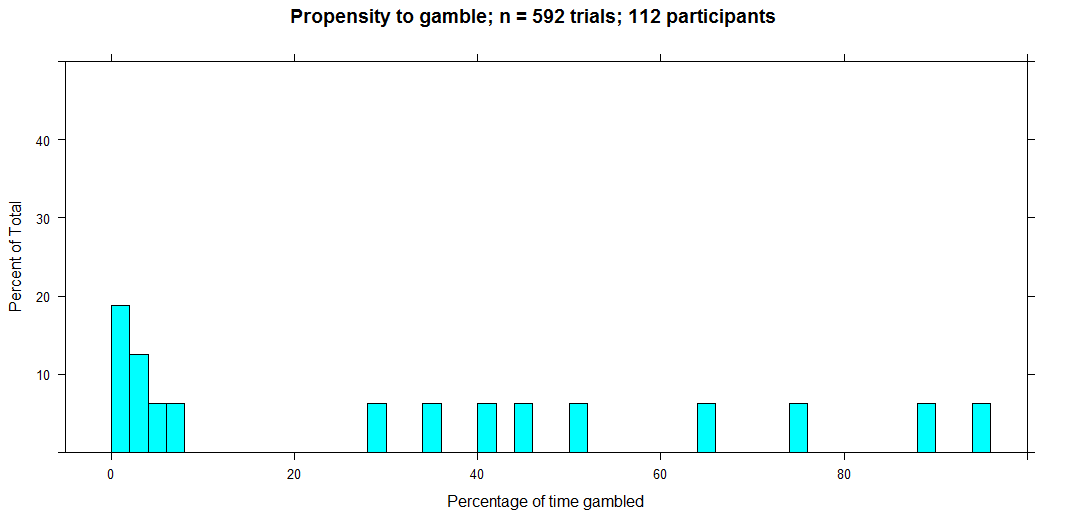 Propensity to gamble; n = 592 trials; 112 participants
40
30
20
10
Percent of Total
0 20 40 60 80
Percentage of time gambled